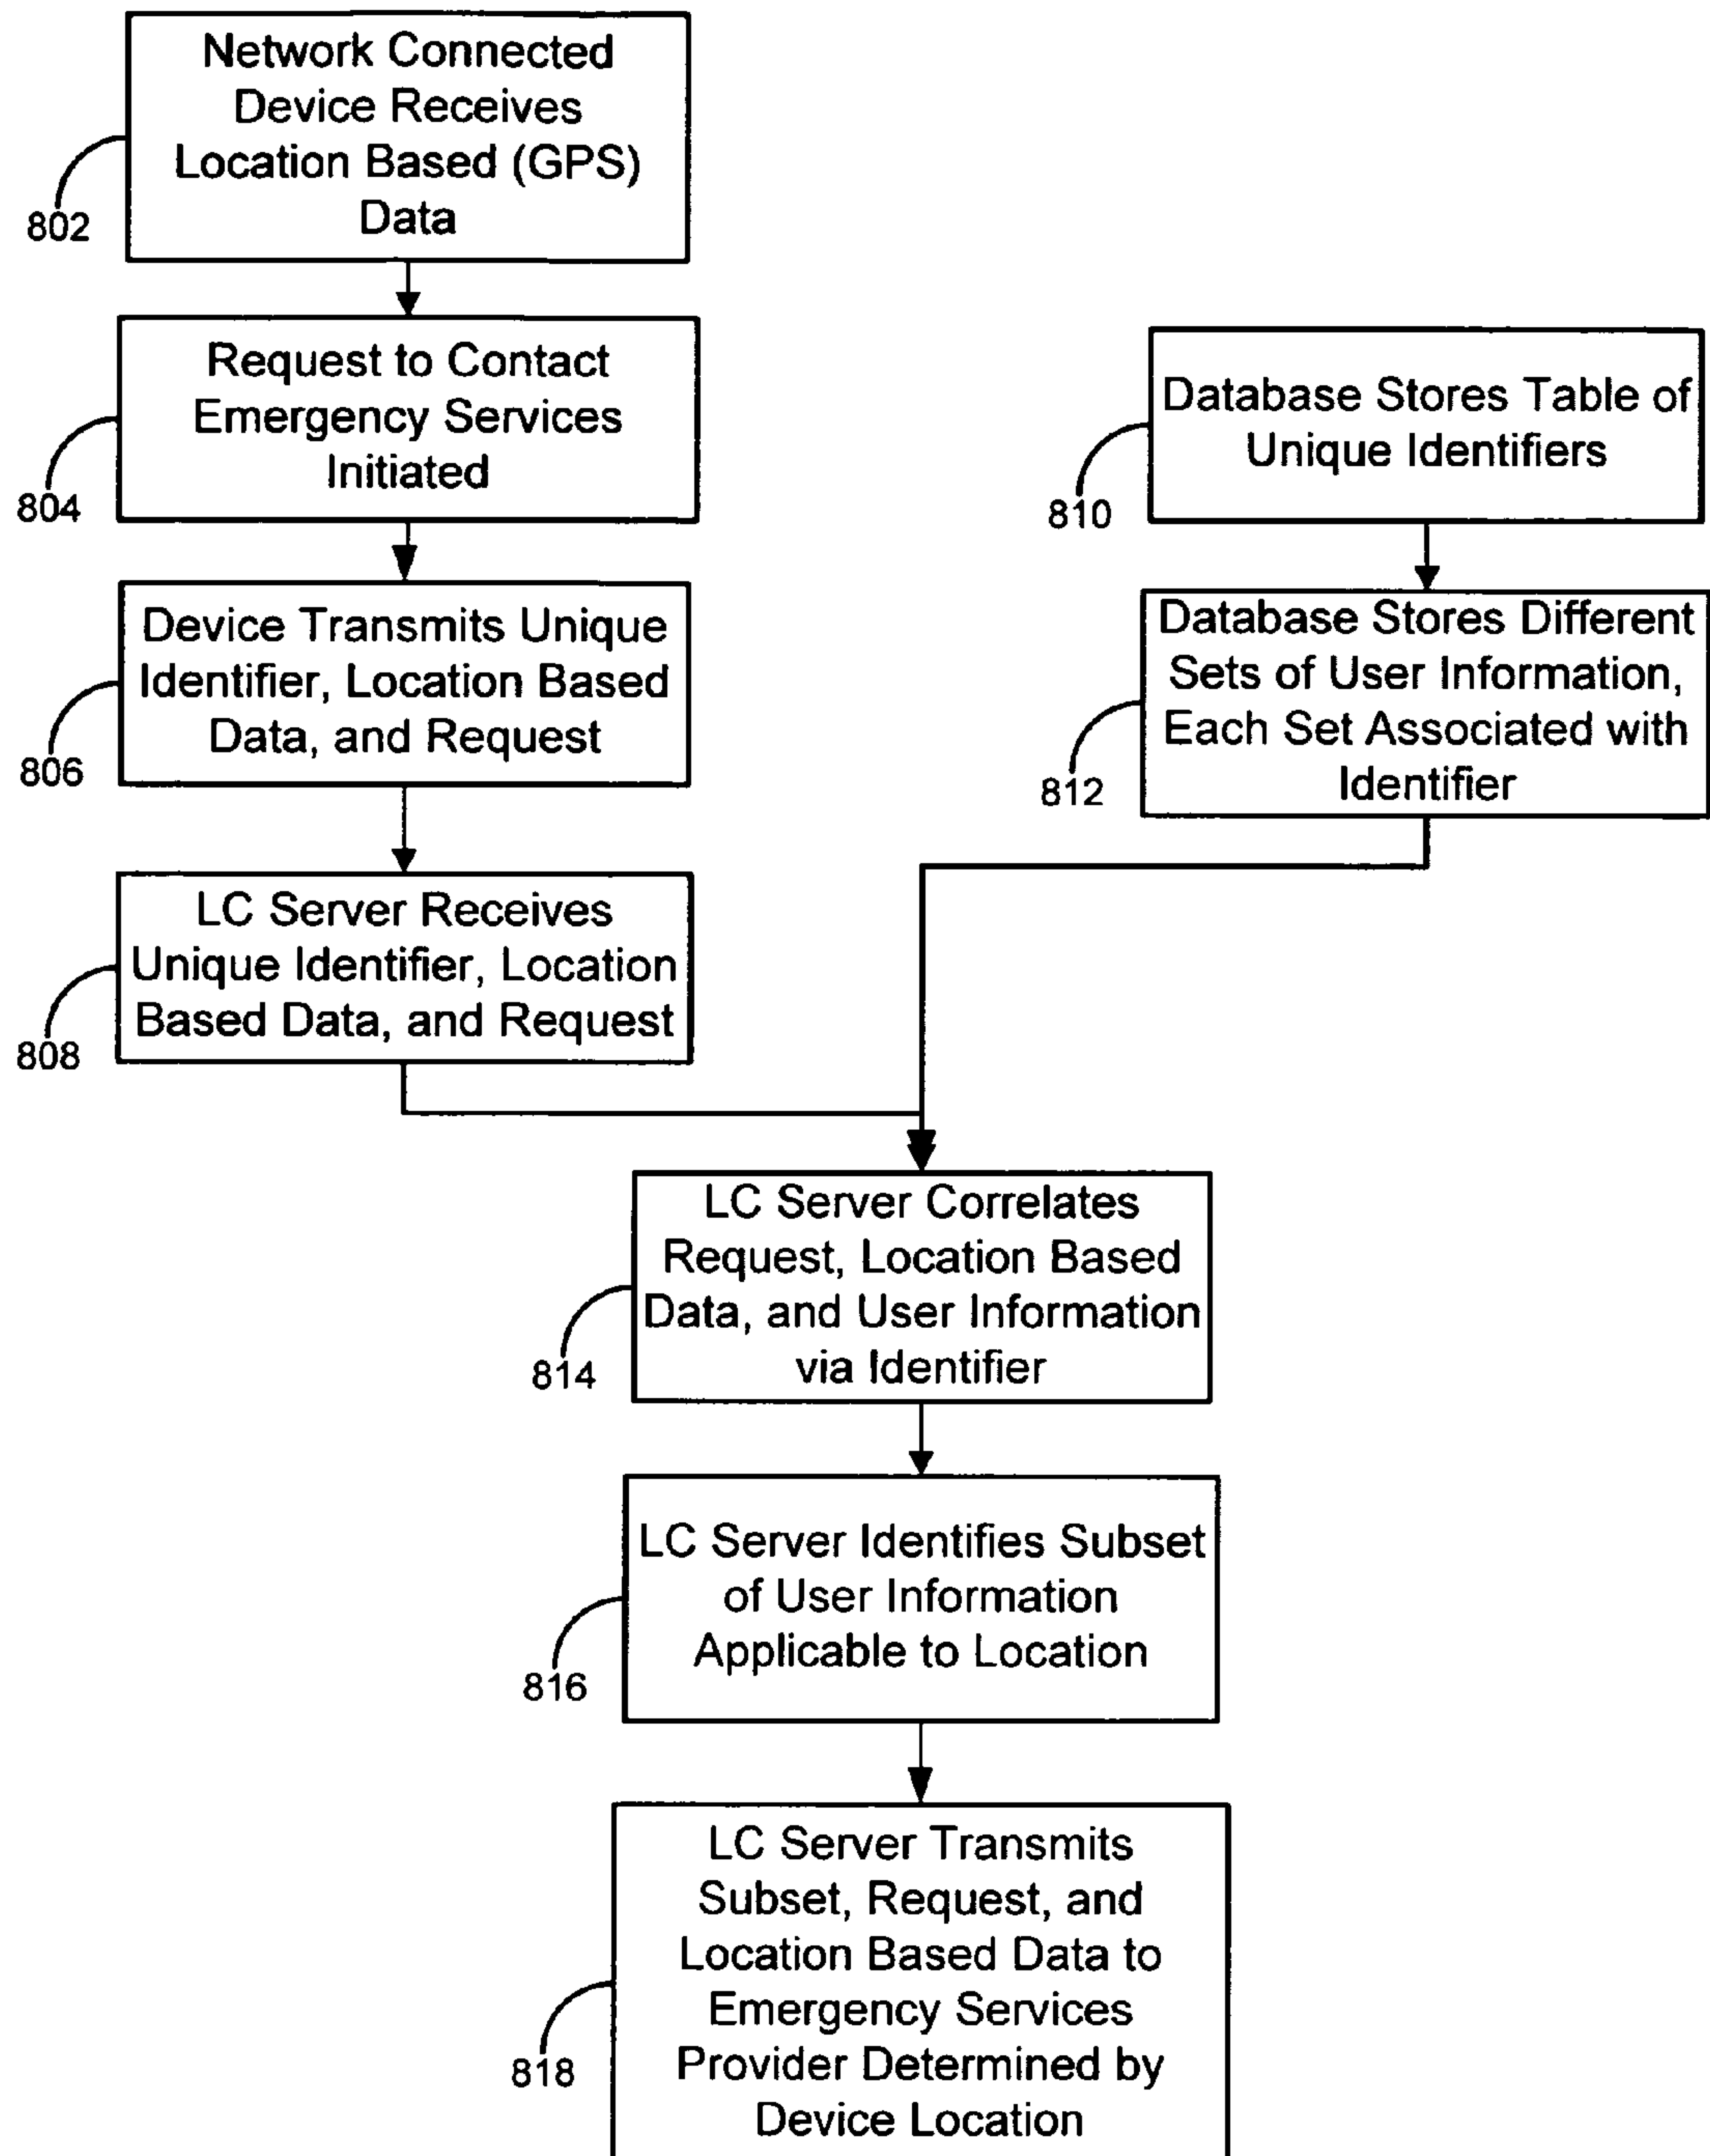 Network Connected
Device Receives
Location Based (GPS)
Data
802
Request to Contact
Emergency Services
Initiated
804
Device Transmits Unique
Identifier, Location Based
Data, and Request
806
LC Server Receives
Unique Identifier, Location
Based Data, and Request
808
Database Stores Table of
Unique Identifiers
810
Database Stores Different
Sets of User Information,
Each Set Associated with
Identifier
812
LC Server Correlates
Request, Location Based
Data, and User Information
via Identifier
814
LC Server Identifies Subset
of User Information
Applicable to Location
816
LC Server Transmits
Subset, Request, and
Location Based Data to
Emergency Services
Provider Determined by
Device Location
818